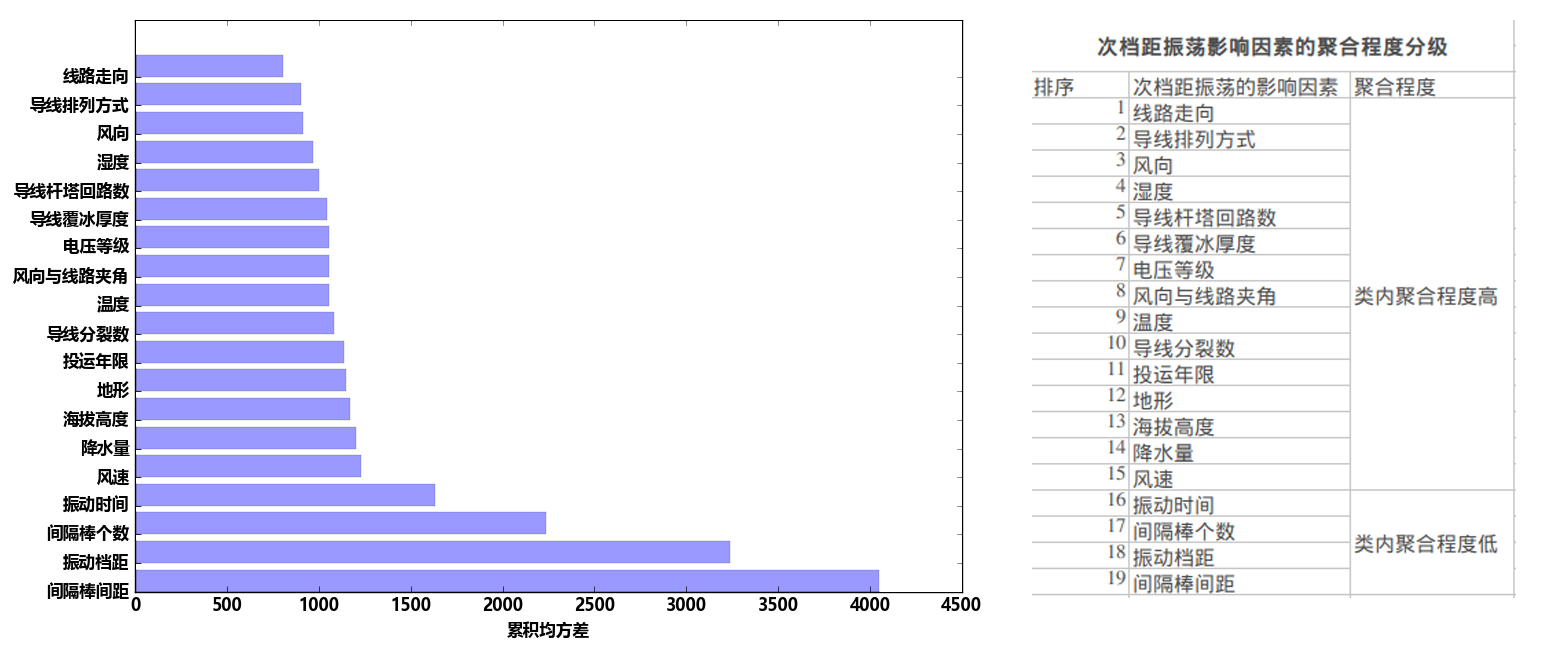 线路走向
导线排列方式
风向
湿度
导线杆塔回路数
导线覆冰厚度
电压等级
风向与线路夹角
温度
导线分裂数
投运年限
地形
海拔高度
降水量
风速
振动时间
间隔棒个数
振动档距
间隔棒间距
0 500 1000 1500 2000 2500 3000 3500 4000 4500
累积均方差
次档距振荡影响因素的聚合程度分级
排序 次档距振荡的影响因素 聚合程度
1 线路走向
2 导线排列方式
3 风向
4 湿度
5 导线杆塔回路数
6 导线覆冰厚度
7 电压等级
8 风向与线路夹角 类内聚合程度高
9 温度
10 导线分裂数
11 投运年限
12 地形
13 海拔高度
14 降水量
15 风速
16 振动时间
17 间隔棒个数
类内聚合程度低
18 振动档距
19 间隔棒间距